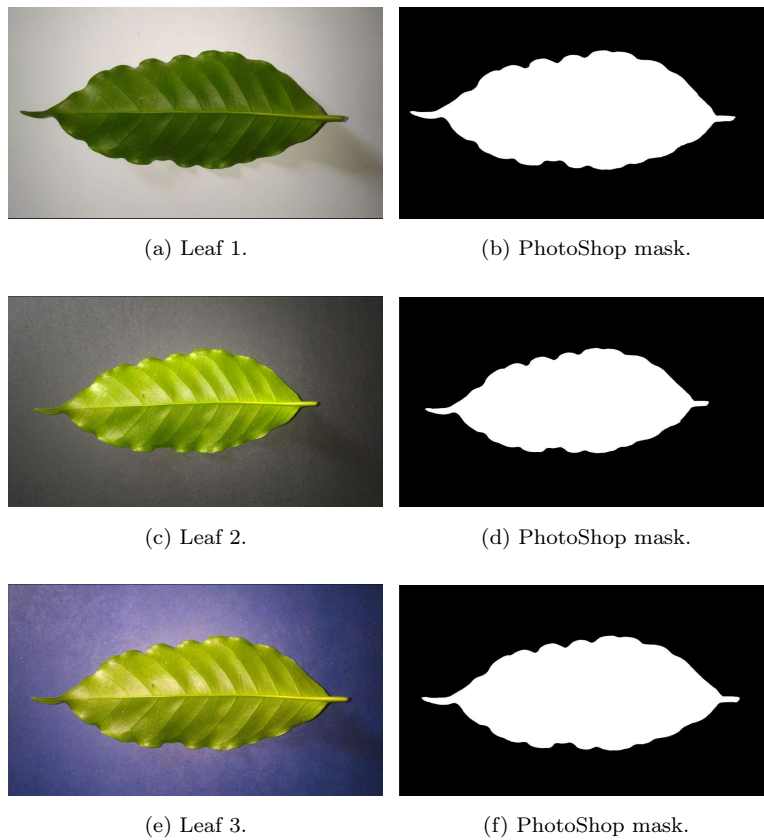 (a) Leaf 1.
(b) PhotoShop mask.
(c) Leaf 2.
(d) PhotoShop mask.
(e) Leaf 3.
(f) PhotoShop mask.